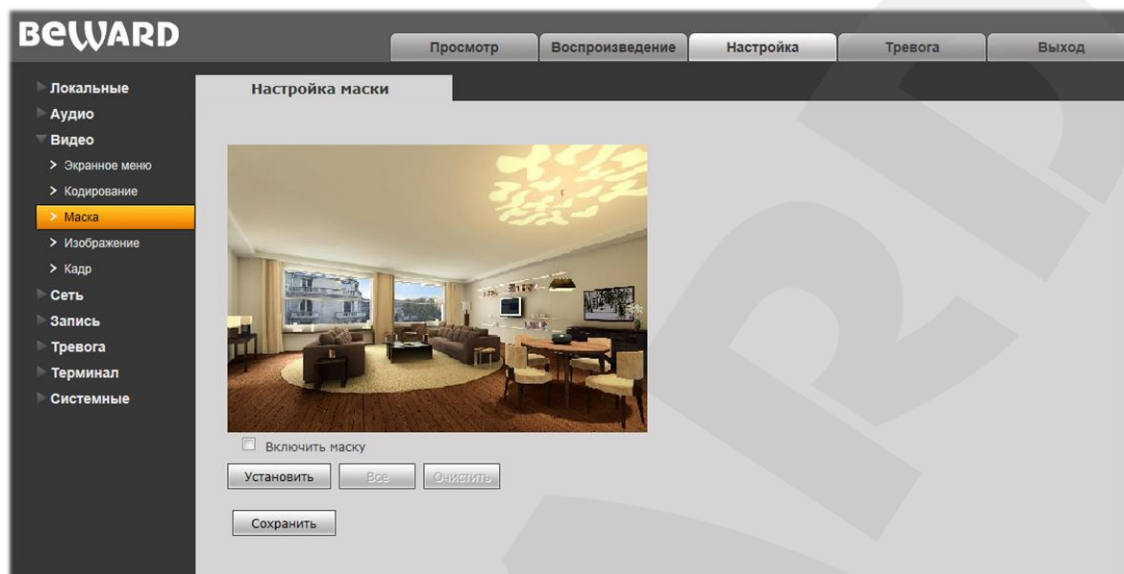 BEWARD
Просмотр
Воспроизведение
Настройка
Тревога
Выход
Локальные
Аудио
Видео
> Экранное меню
> Кодирование
> Маска
> Изображение
> Кадр
Сеть
Запись
Тревога
Терминал
Системные
Настройка маски
Включить маску
Установить
Все
Очистить
Сохранить